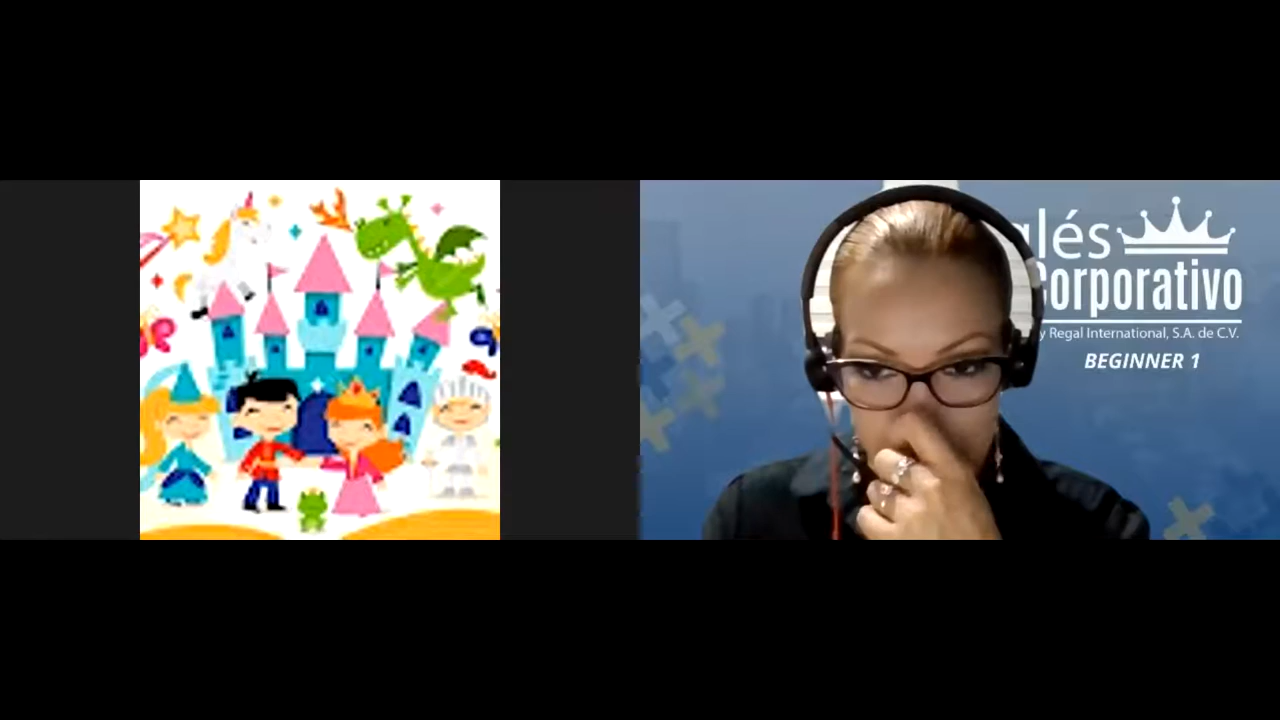 glés
Corporativo
y Regal International, S.A. de C.V.
BEGINNER 1